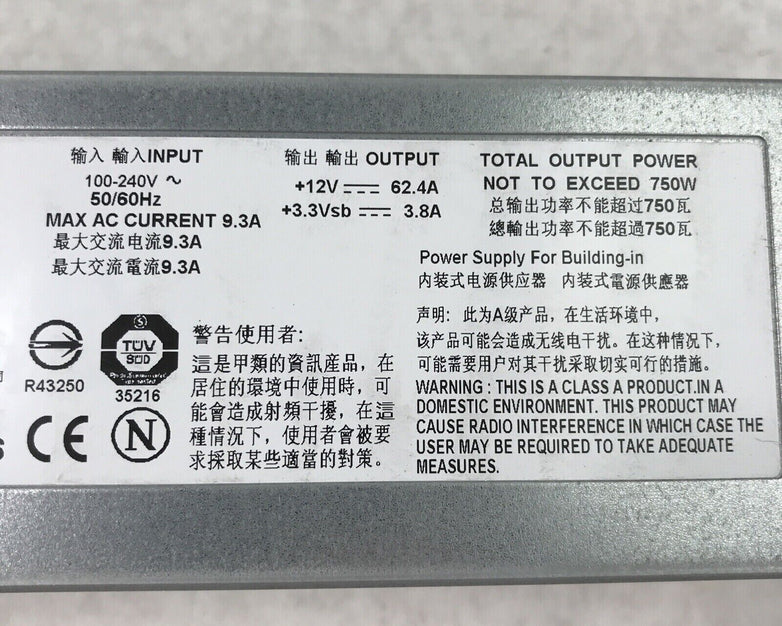 输入 輸入INPUT
100-240V ~
50/60Hz
MAX AC CURRENT 9.3A
最大交流电流9.3A
最大交流電流9.3A
输出 輸出 OUTPUT
+12V 62.4A
+3.3Vsb 3.8A
TOTAL OUTPUT POWER
NOT TO EXCEED 750W
总输出功率不能超过750瓦
總輸出功率不能超過750瓦
Power Supply For Building-in
内装式电源供应器 内装式電源供應器
声明: 此为A级产品，在生活环境中，
该产品可能会造成无线电干扰。在这种情况下，
可能需要用户对其干扰采取切实可行的措施。
WARNING : THIS IS A CLASS A PRODUCT.IN A
DOMESTIC ENVIRONMENT. THIS PRODUCT MAY
CAUSE RADIO INTERFERENCE IN WHICH CASE THE
USER MAY BE REQUIRED TO TAKE ADEQUATE
MEASURES.
R43250
TÜV
SÜD
35216
CE
N
警告使用者:
這是甲類的資訊産品，在
居住的環境中使用時，可
能會造成射頻干擾，在這
種情況下，使用者會被要
求採取某些適當的對策。